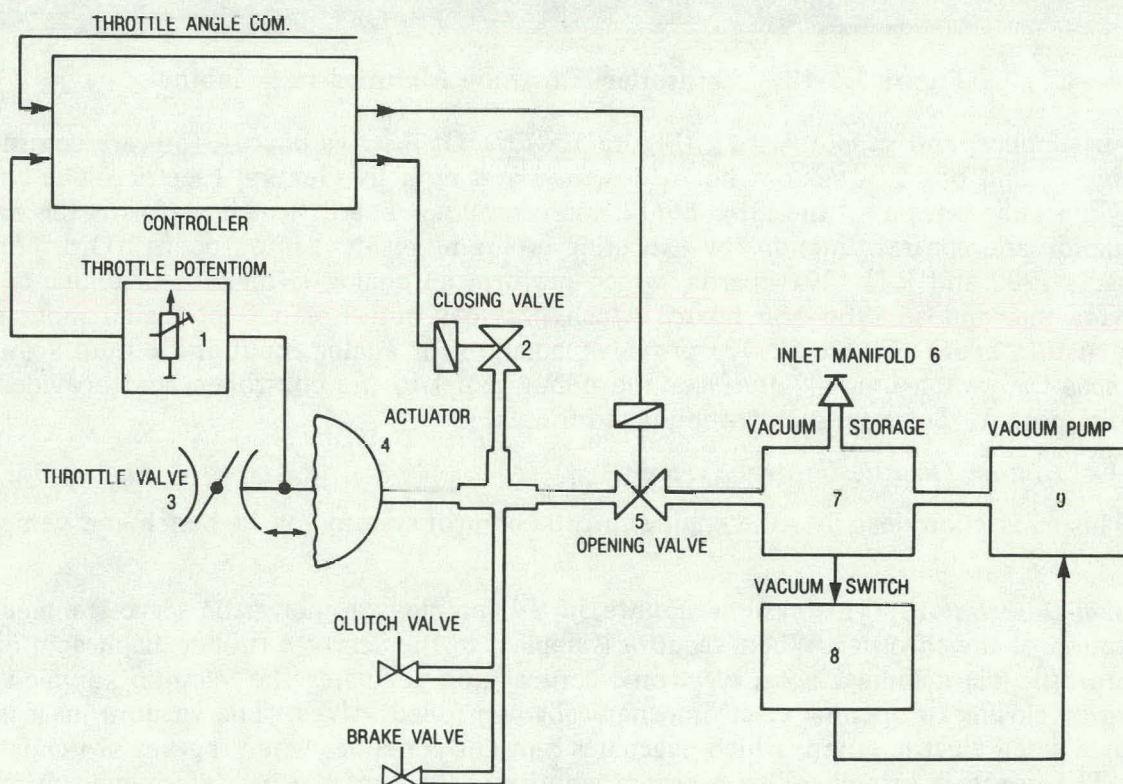 THROTTLE ANGLE COM.
CONTROLLER
THROTTLE POTENTIOM.
1
CLOSING VALVE
2
INLET MANIFOLD 6
ACTUATOR
4
VACUUM STORAGE
VACUUM PUMP
THROTTLE VALVE
3
5
7
9
OPENING VALVE
VACUUM SWITCH
CLUTCH VALVE
8
BRAKE VALVE